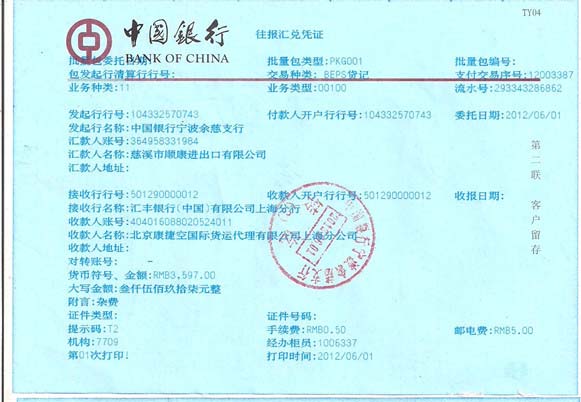 TY04
中国银行 往报汇兑凭证
BANK OF CHINA
批量包委托日期: 批量包类型:PKG001 批量包编号:
包发起行清算行行号: 交易种类: BEPS贷记 支付交易序号:12003387
业务种类:11 业务类型:00100 流水号:293343286862
发起行行号:104332570743 付款人开户行行号:104332570743 委托日期:2012/06/01
发起行名称:中国银行宁波余慈支行
汇款人账号:364958331984
汇款人名称:慈溪市顺康进出口有限公司
汇款人地址:
接收行行号:501290000012 收款人开户行行号:501290000012 收报日期:
接收行名称:汇丰银行(中国)有限公司上海分行
收款人账号:404016088020524011
收款人名称:北京康捷空国际货运代理有限公司上海分公司
收款人地址:
对转账号:
货币符号、金额:RMB3,597.00
大写金额:叁仟伍佰玖拾柒元整
附言:杂费
证件类型: 证件号码:
提示码:T2 手续费:RMB0.50 邮电费:RMB5.00
机构:7709 经办柜员:1006337
第01次打印! 打印时间:2012/06/01
第二联 客户留存